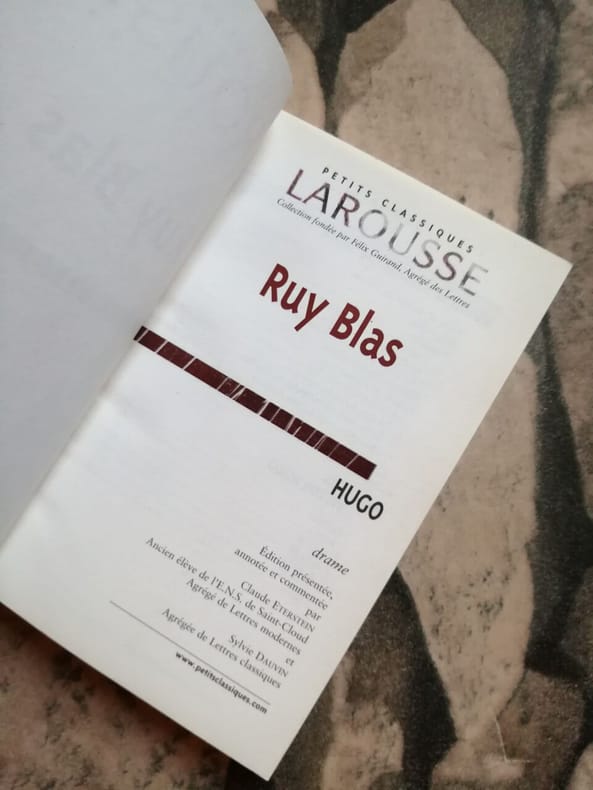 PETITS CLASSIQUES
LAROUSSE
Collection fondée par Félix Guirand, Agrégé des Lettres
Ruy Blas
HUGO
drame
Édition présentée,
annotée et commentée
par
Claude ETERSTEIN
Ancien élève de l'E.N.S. de Saint-Cloud
Agrégé de Lettres modernes
et
Sylvie DAUVIN
Agrégée de Lettres classiques
www.petitsclassiques.com